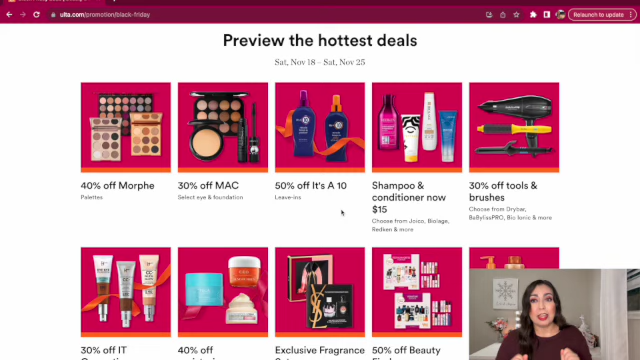 ulta.com/promotion/black-friday
Relaunch to update
Preview the hottest deals
Sat, Nov 18 – Sat, Nov 25
40% off Morphe
Palettes
30% off MAC
Select eye & foundation
50% off It's A 10
Leave-ins
Shampoo &
conditioner now
$15
Choose from Joico, Biolage,
Redken & more
30% off tools &
brushes
Choose from Drybar,
BaBylissPRO, Bio Ionic & more
30% off IT
40% off
Exclusive Fragrance
50% off Beauty